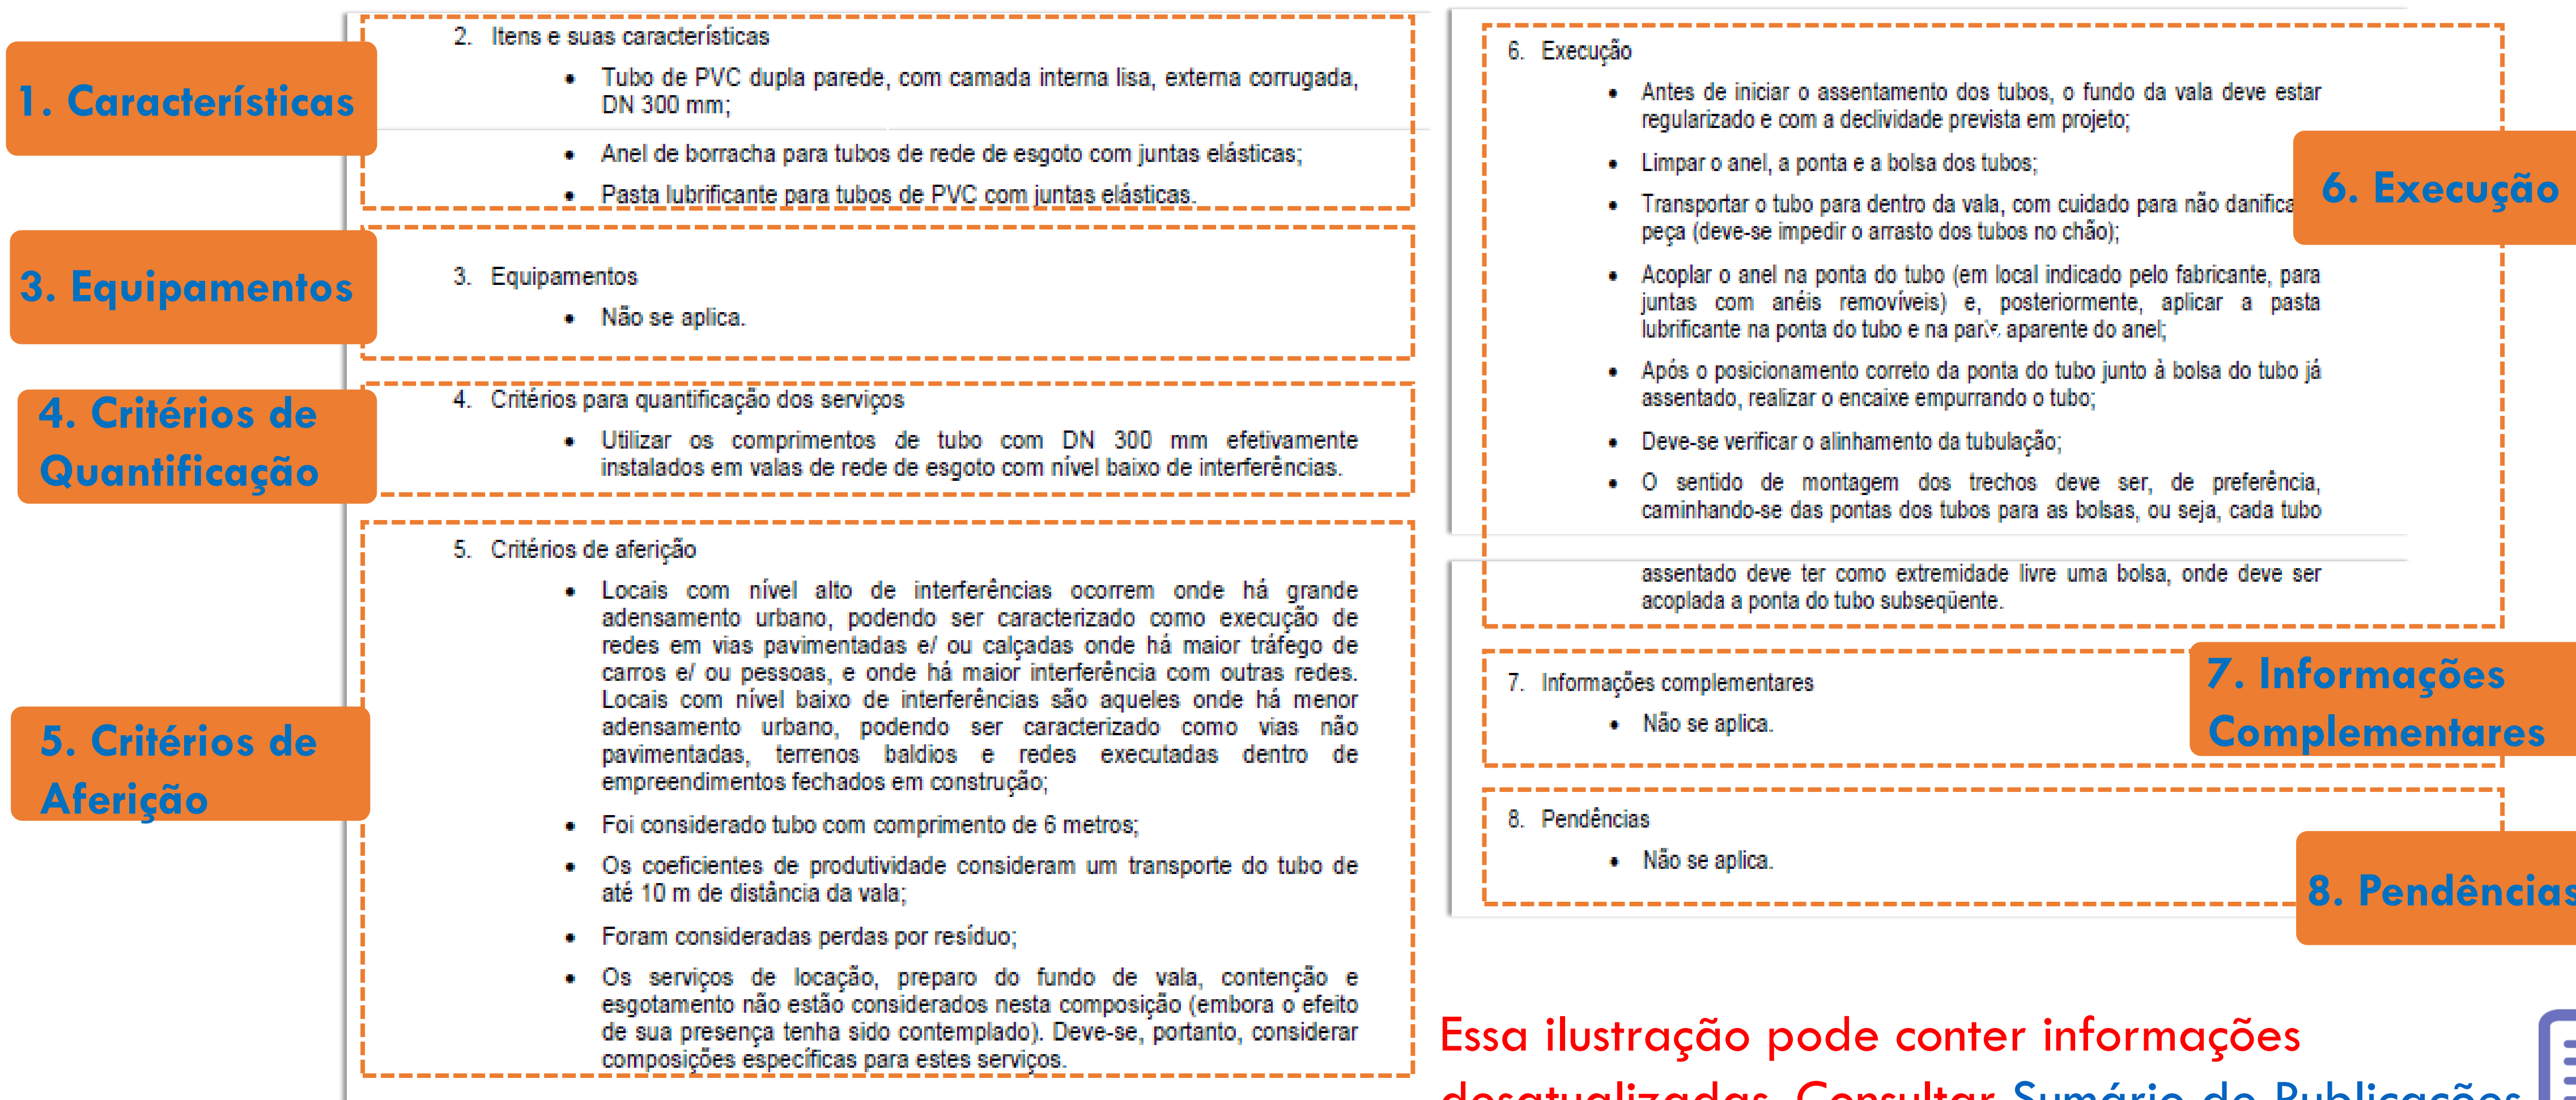 1. Características
2. Itens e suas características
• Tubo de PVC dupla parede, com camada interna lisa, externa corrugada,
DN 300 mm;
• Anel de borracha para tubos de rede de esgoto com juntas elásticas;
• Pasta lubrificante para tubos de PVC com juntas elásticas.
3. Equipamentos
3. Equipamentos
• Não se aplica.
4. Critérios de
Quantificação
4. Critérios para quantificação dos serviços
• Utilizar os comprimentos de tubo com DN 300 mm efetivamente
instalados em valas de rede de esgoto com nível baixo de interferências.
5. Critérios de
Aferição
5. Critérios de aferição
• Locais com nível alto de interferências ocorrem onde há grande
adensamento urbano, podendo ser caracterizado como execução de
redes em vias pavimentadas e/ ou calçadas onde há maior tráfego de
carros e/ ou pessoas, e onde há maior interferência com outras redes.
Locais com nível baixo de interferências são aqueles onde há menor
adensamento urbano, podendo ser caracterizado como vias não
pavimentadas, terrenos baldios e redes executadas dentro de
empreendimentos fechados em construção;
• Foi considerado tubo com comprimento de 6 metros;
• Os coeficientes de produtividade consideram um transporte do tubo de
até 10 m de distância da vala;
• Foram consideradas perdas por resíduo;
• Os serviços de locação, preparo do fundo de vala, contenção e
esgotamento não estão considerados nesta composição (embora o efeito
de sua presença tenha sido contemplado). Deve-se, portanto, considerar
composições específicas para estes serviços.
6. Execução
• Antes de iniciar o assentamento dos tubos, o fundo da vala deve estar
regularizado e com a declividade prevista em projeto;
• Limpar o anel, a ponta e a bolsa dos tubos;
• Transportar o tubo para dentro da vala, com cuidado para não danifica
peça (deve-se impedir o arrasto dos tubos no chão);
• Acoplar o anel na ponta do tubo (em local indicado pelo fabricante, para
juntas com anéis removíveis) e, posteriormente, aplicar a pasta
lubrificante na ponta do tubo e na parte aparente do anel;
• Após o posicionamento correto da ponta do tubo junto à bolsa do tubo já
assentado, realizar o encaixe empurrando o tubo;
• Deve-se verificar o alinhamento da tubulação;
• O sentido de montagem dos trechos deve ser, de preferência,
caminhando-se das pontas dos tubos para as bolsas, ou seja, cada tubo
assentado deve ter como extremidade livre uma bolsa, onde deve ser
acoplada a ponta do tubo subseqüente.
6. Execução
7. Informações complementares
• Não se aplica.
7. Informações
Complementares
8. Pendências
• Não se aplica.
8. Pendências
Essa ilustração pode conter informações
desatualizadas. Consultar Sumário de Publicações